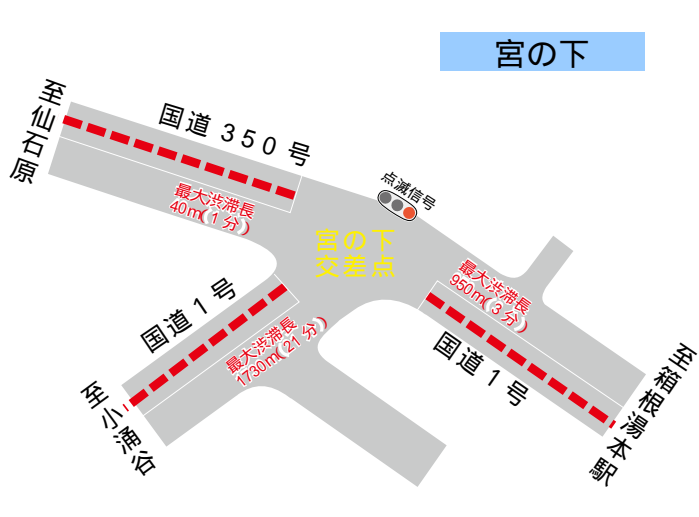 宮の下
至仙石原
国道350号
最大渋滞長
40m(1分)
点滅信号
宮の下
交差点
最大渋滞長
950m(3分)
国道1号
最大渋滞長
1730m(21分)
国道1号
至小涌谷
至箱根湯本駅